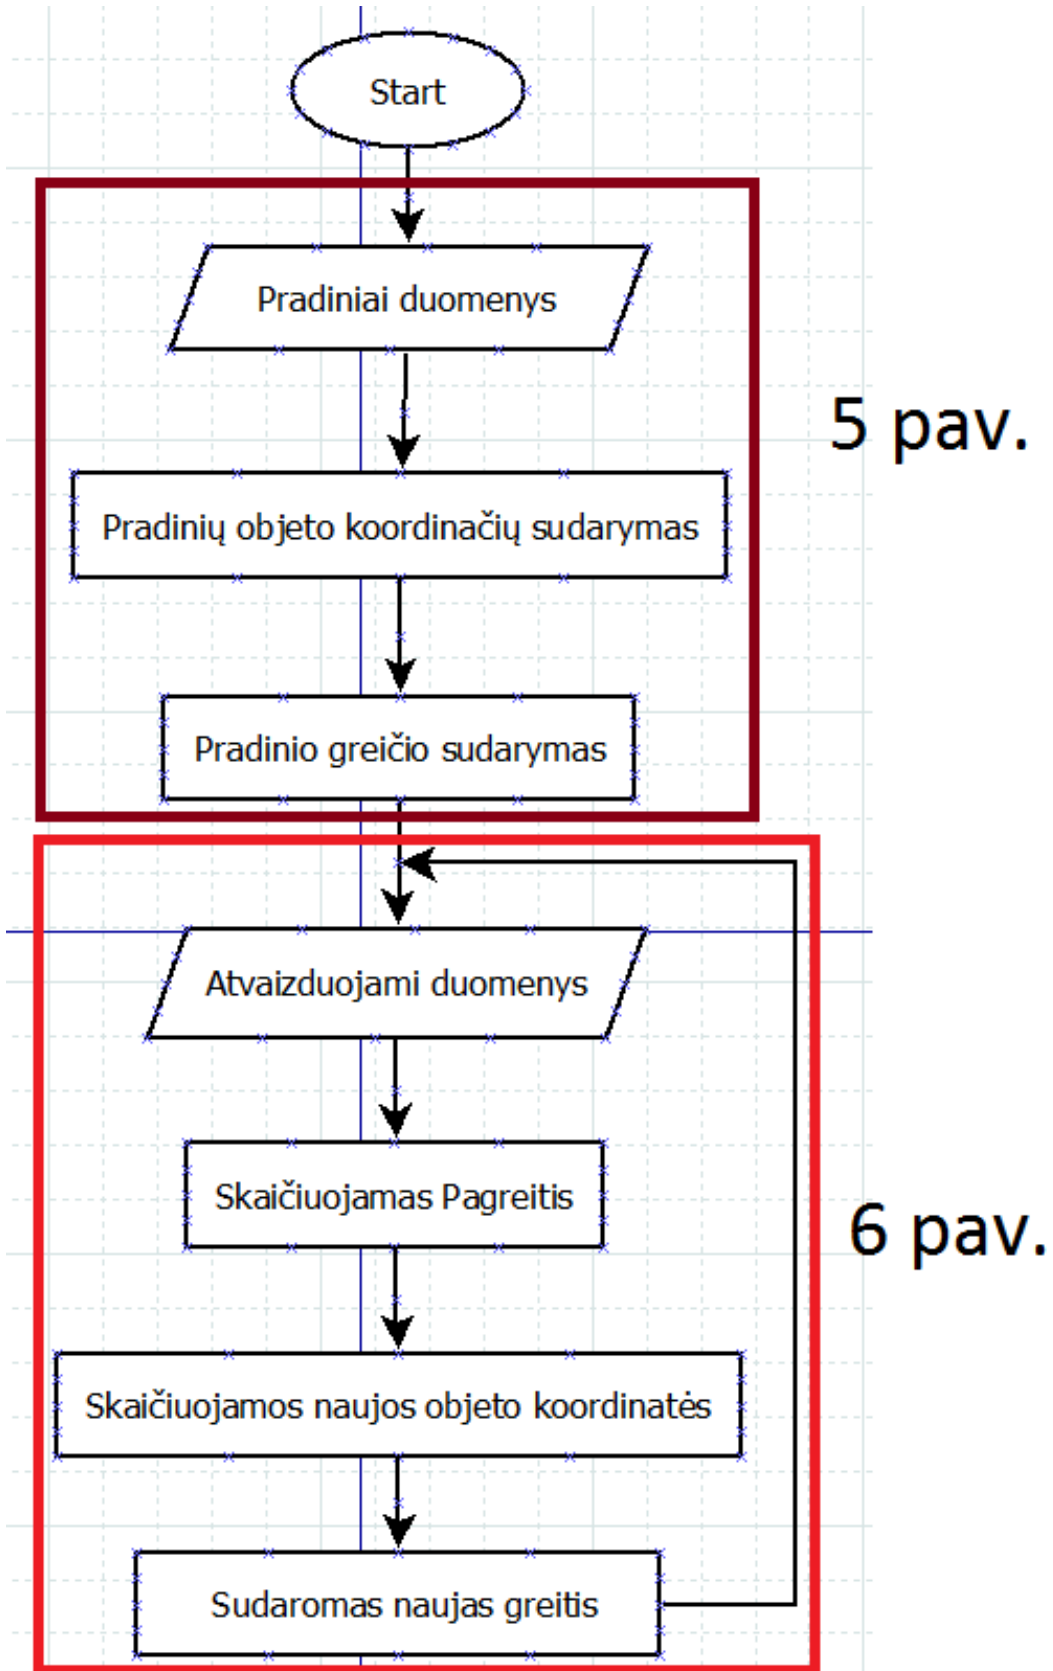 Start
Pradiniai duomenys
5 pav.
Pradinių objeto koordinačių sudarymas
Pradinio greičio sudarymas
Atvaizduojami duomenys
Skaičiuojamas Pagreitis
6 pav.
Skaičiuojamos naujos objeto koordinatės
Sudaromas naujas greitis